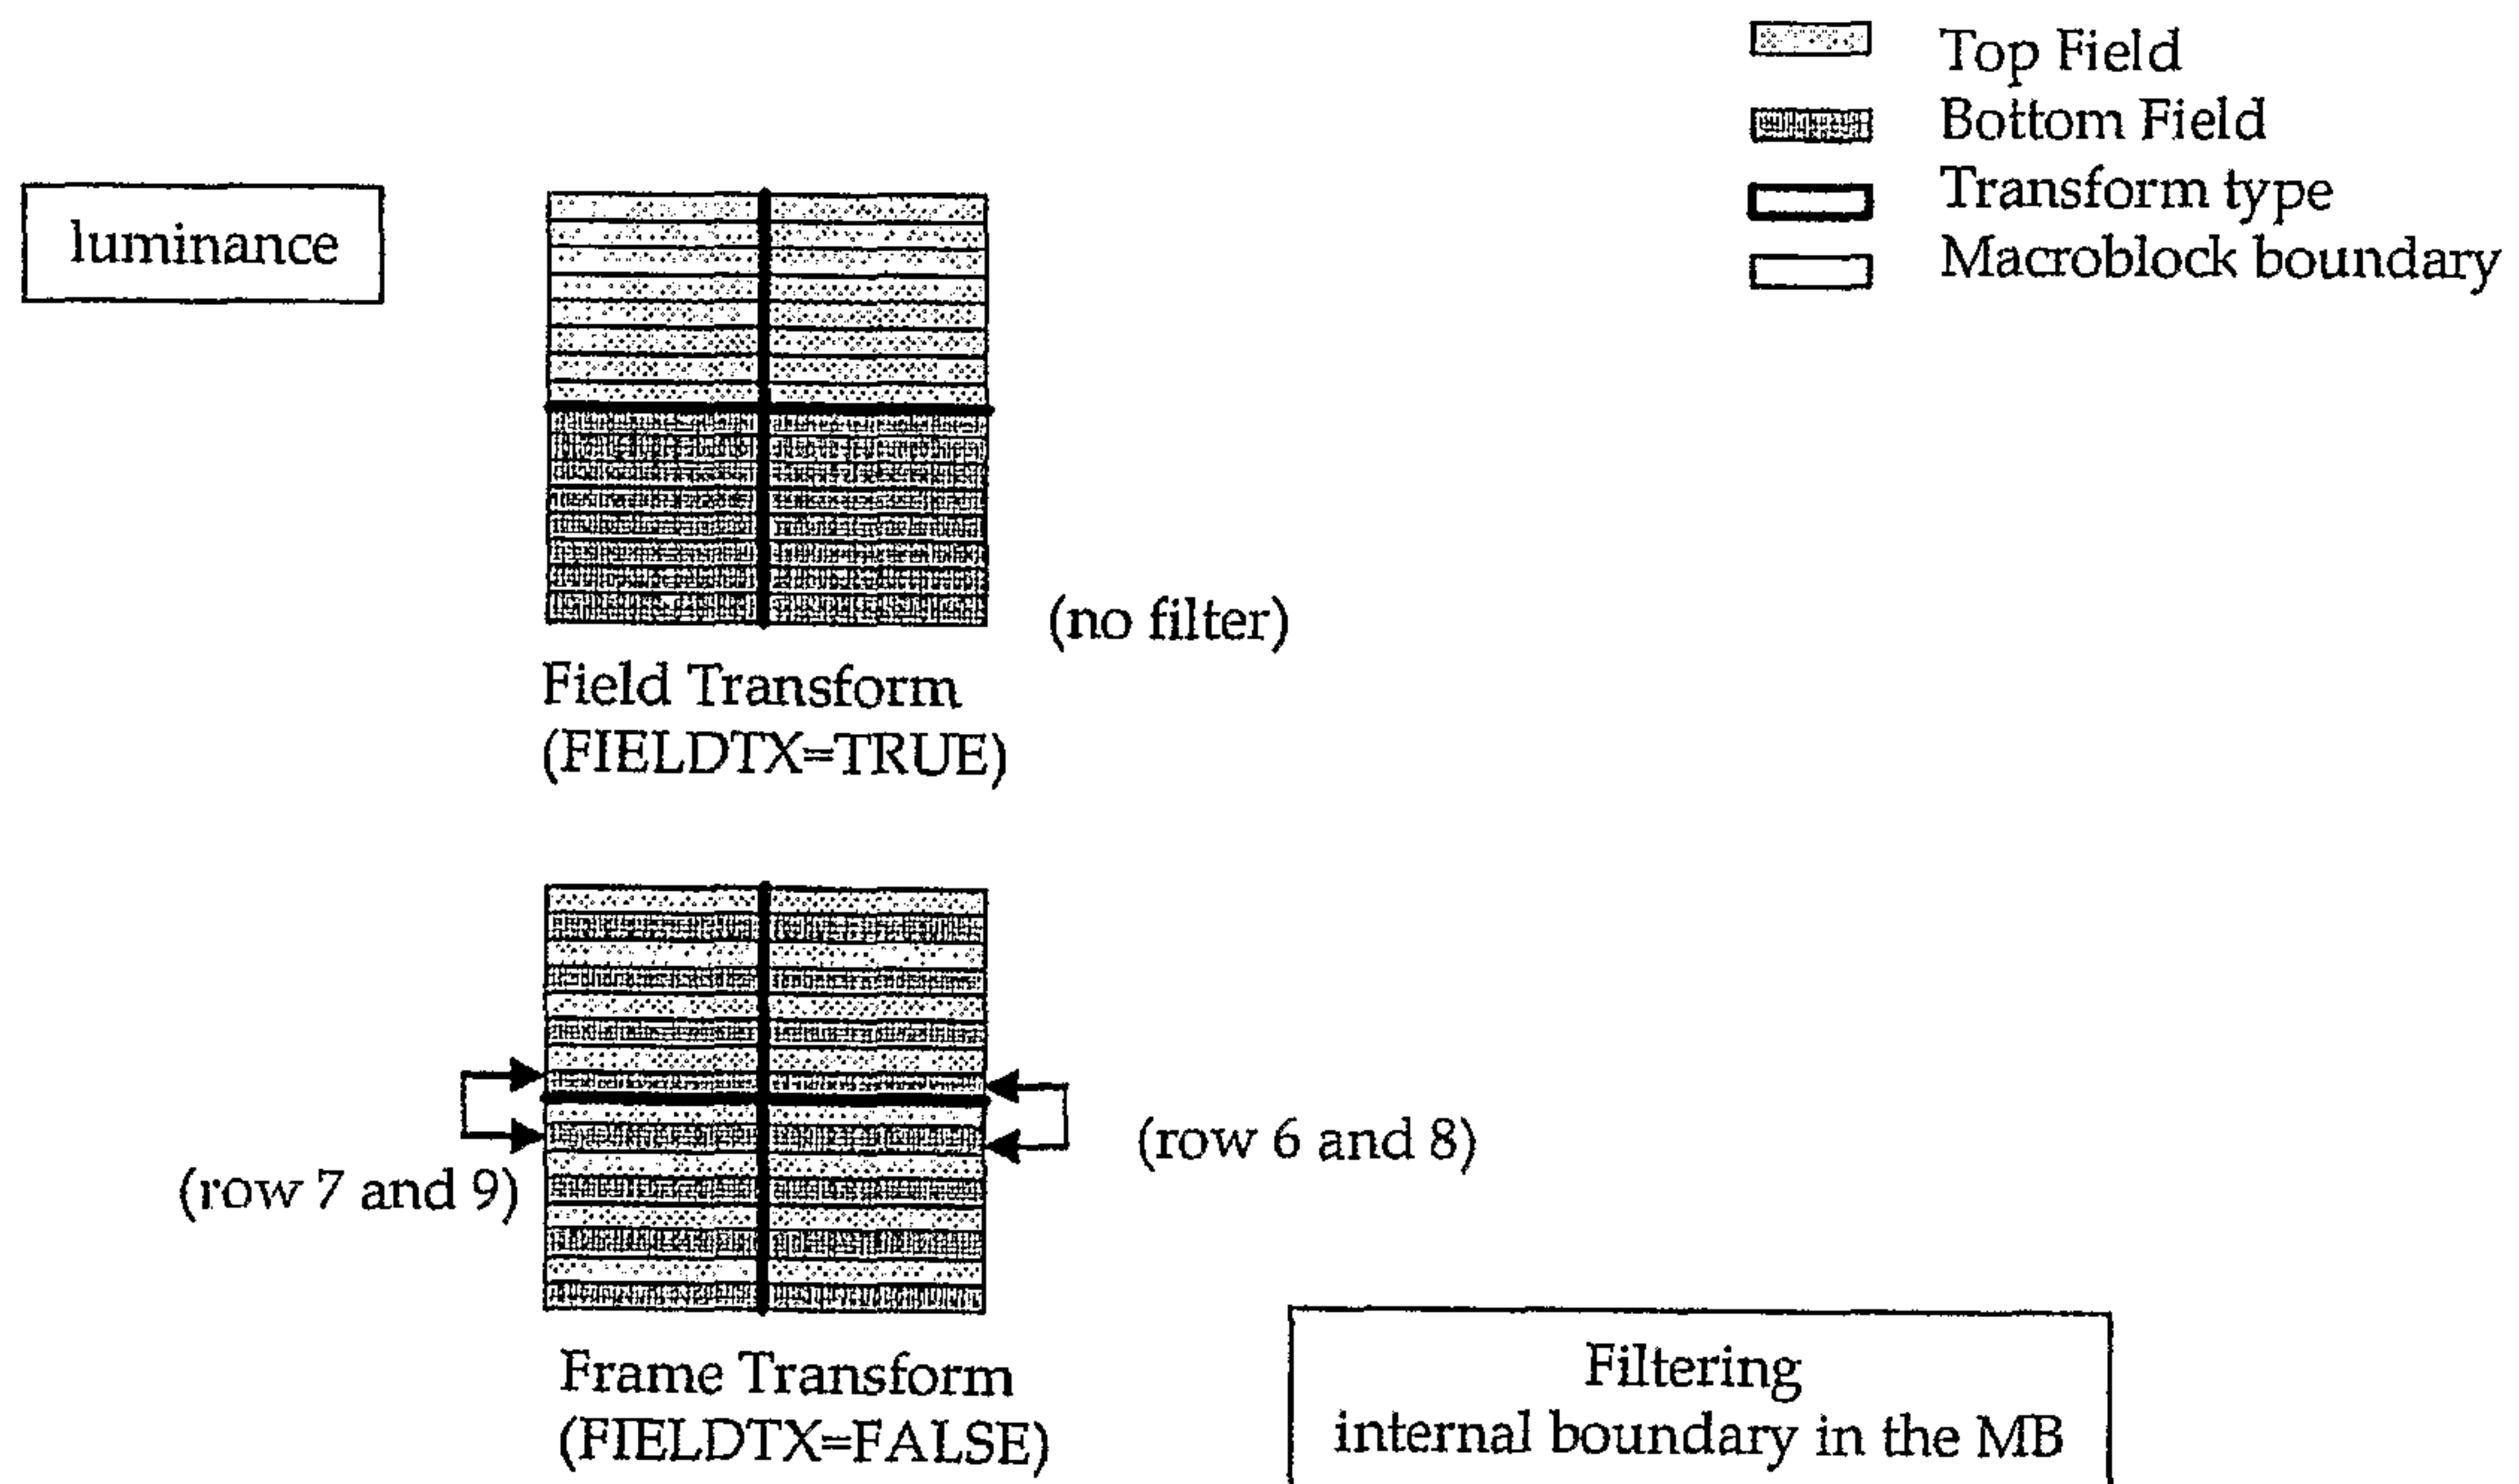 Top Field
Bottom Field
Transform type
Macroblock boundary
luminance
(no filter)
Field Transform
(FIELDTX=TRUE)
(row 6 and 8)
(row 7 and 9)
Frame Transform
(FIELDTX=FALSE)
Filtering
internal boundary in the MB